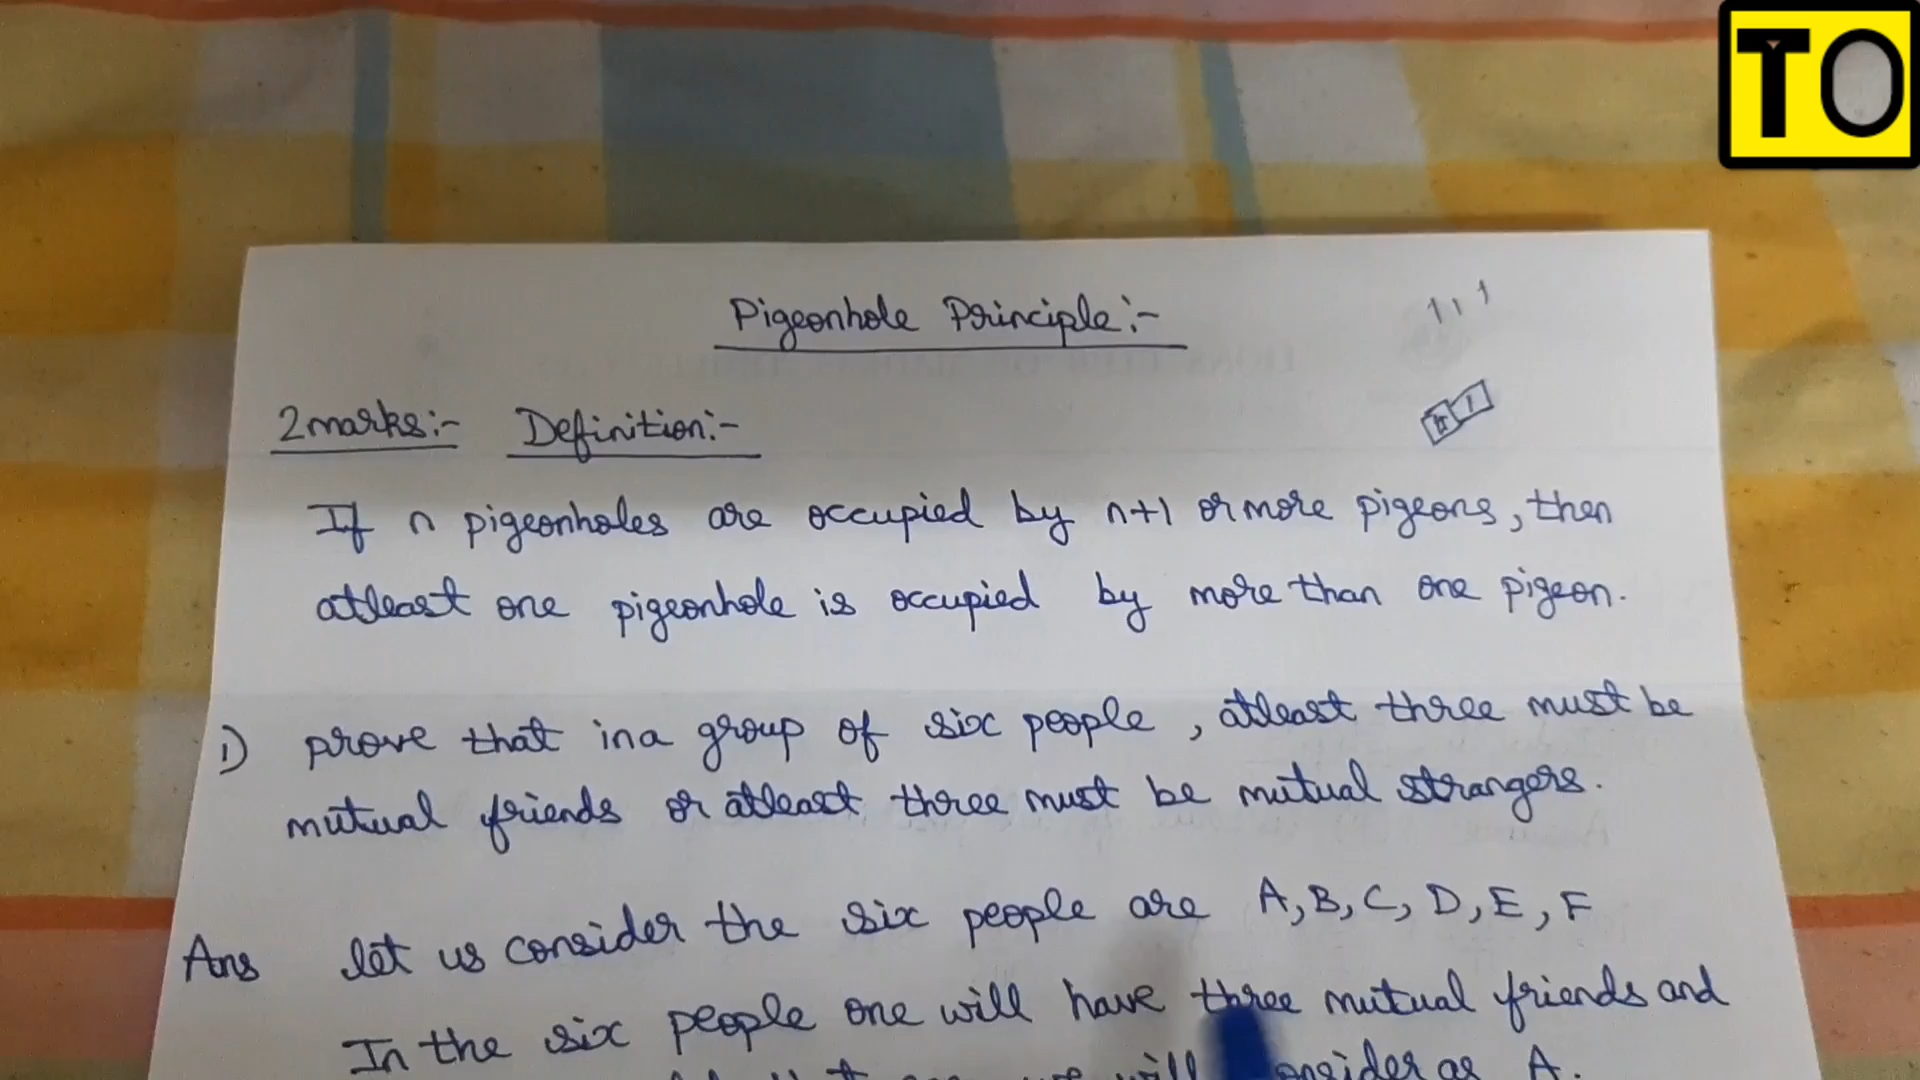 TO
Pigeonhole Principle:-
2marks:- Definition:-
If n pigeonholes are occupied by n+1 or more pigeons, then
atleast one pigeonhole is occupied by more than one pigeon.
1) prove that in a group of six people, atleast three must be
mutual friends or atleast three must be mutual strangers.
Ans let us consider the six people are A, B, C, D, E, F
In the six people one will have three mutual friends and
will consider as A.